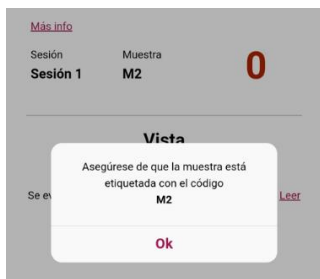 Más info
Sesión Muestra
Sesión 1 M2 0
Vista
Asegúrese de que la muestra está
etiquetada con el código
M2
Se ev Leer
Ok